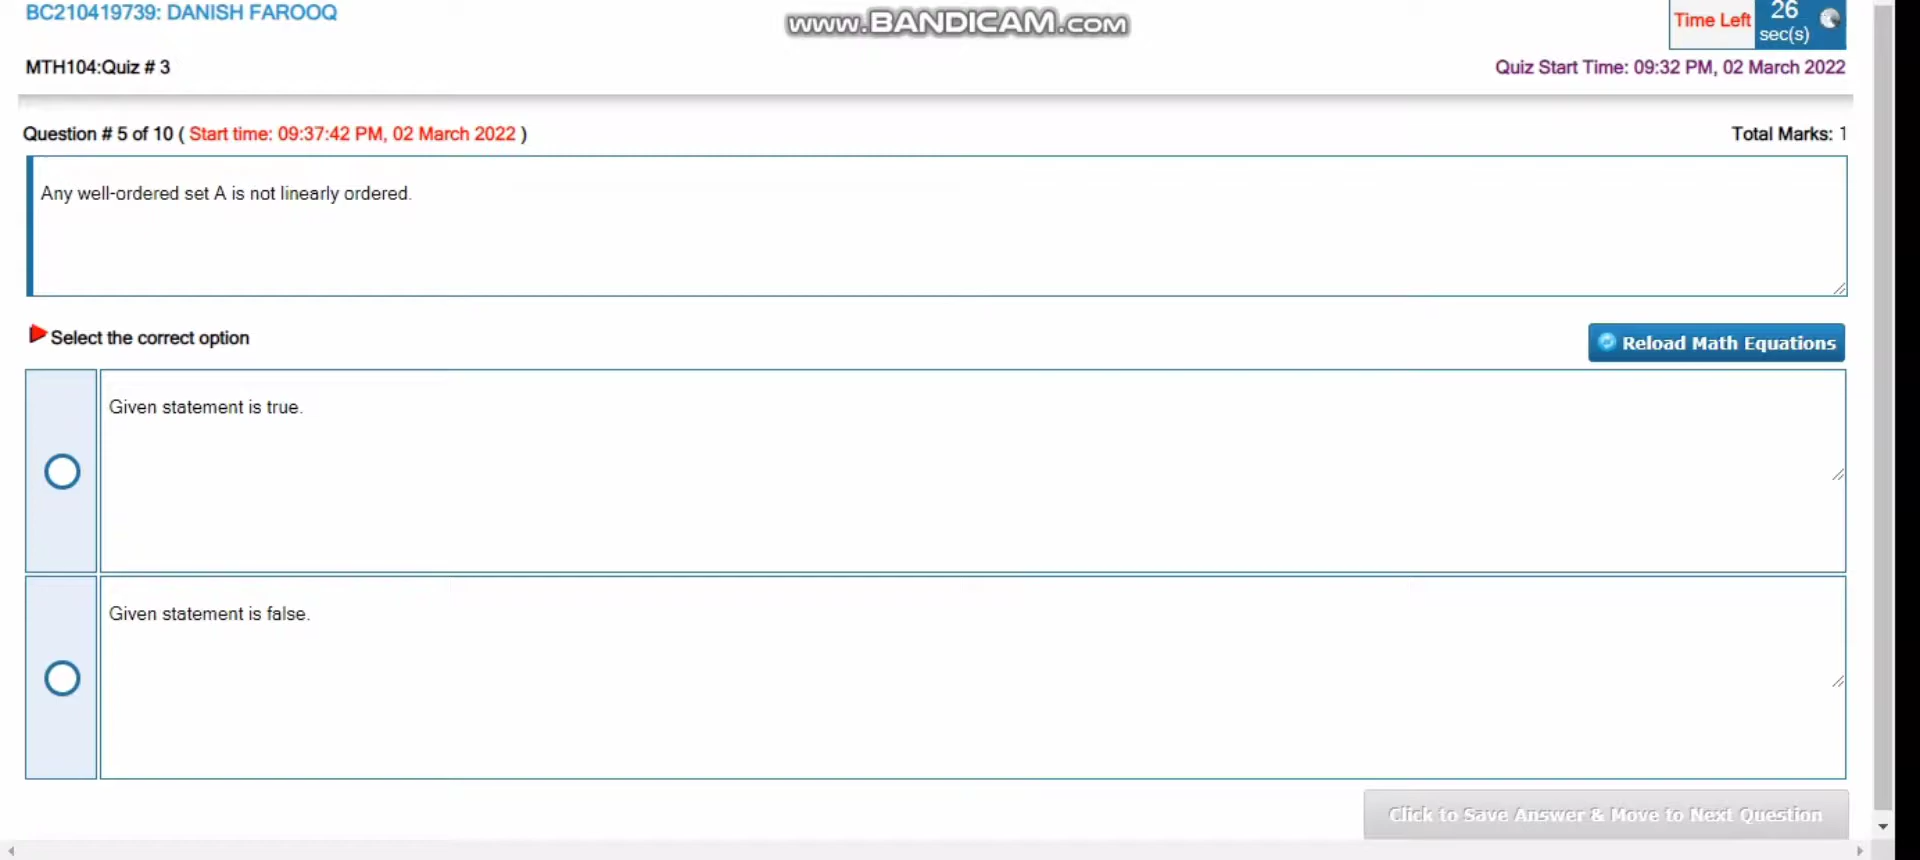 BC210419739: DANISH FAROOQ
www.BANDICAM.com
Time Left 26 sec(s)
MTH104:Quiz # 3
Quiz Start Time: 09:32 PM, 02 March 2022
Question # 5 of 10 ( Start time: 09:37:42 PM, 02 March 2022 )
Total Marks: 1
Any well-ordered set A is not linearly ordered.
Select the correct option
Reload Math Equations
Given statement is true.
Given statement is false.
Click to Save Answer & Move to Next Question